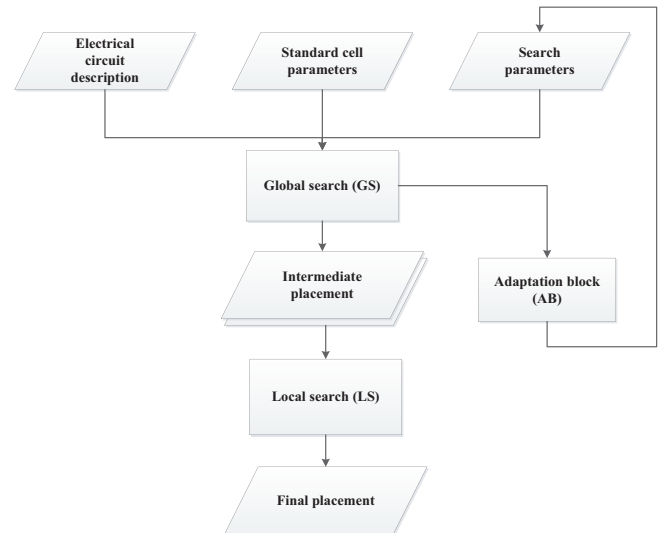 Electrical
circuit
description
Standard cell
parameters
Search
parameters
Global search (GS)
Intermediate
placement
Adaptation block
(AB)
Local search (LS)
Final placement